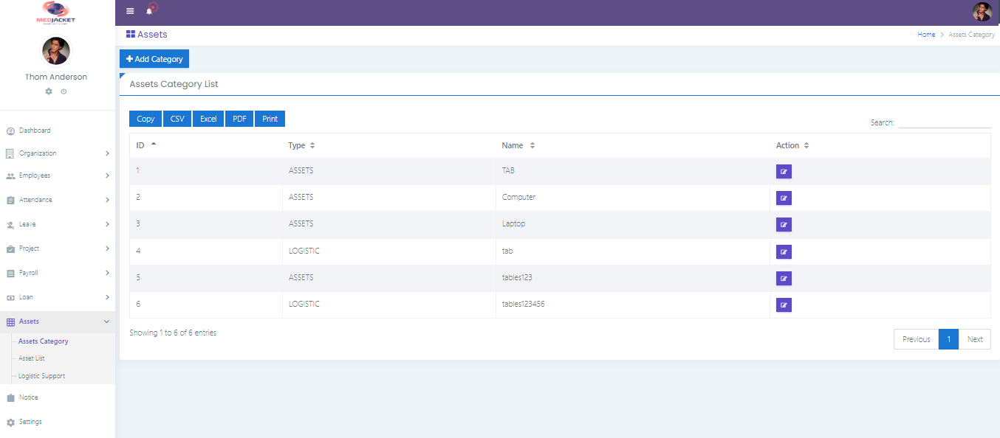 MEDJACKET
Thom Anderson
Dashboard
Organization
Employees
Attendance
Leave
Project
Payroll
Loan
Assets
Assets Category
Asset List
Logistic Support
Notice
Settings
Assets
Home > Assets Category
Add Category
Assets Category List
Copy CSV Excel PDF Print
Search:
ID Type Name Action
1 ASSETS TAB
2 ASSETS Computer
3 ASSETS Laptop
4 LOGISTIC tab
5 ASSETS tables123
6 LOGISTIC tables123456
Showing 1 to 6 of 6 entries
Previous 1 Next